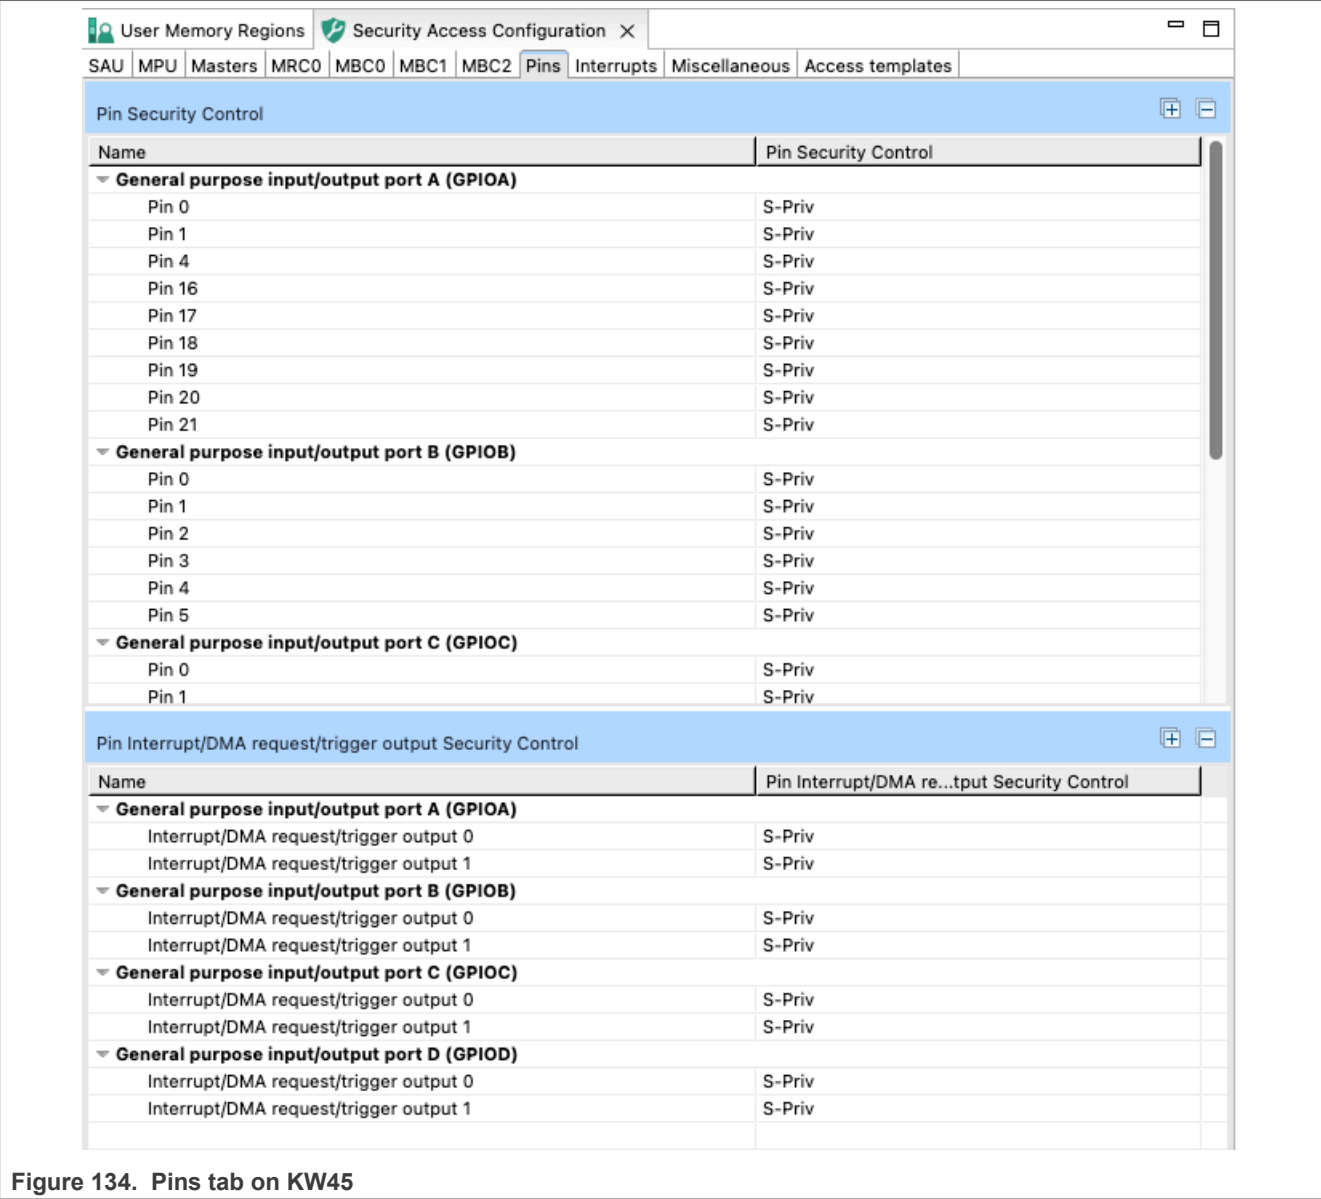 User Memory Regions Security Access Configuration
SAU MPU Masters MRC0 MBC0 MBC1 MBC2 Pins Interrupts Miscellaneous Access templates
Pin Security Control
Name Pin Security Control
General purpose input/output port A (GPIOA)
Pin 0 S-Priv
Pin 1 S-Priv
Pin 4 S-Priv
Pin 16 S-Priv
Pin 17 S-Priv
Pin 18 S-Priv
Pin 19 S-Priv
Pin 20 S-Priv
Pin 21 S-Priv
General purpose input/output port B (GPIOB)
Pin 0 S-Priv
Pin 1 S-Priv
Pin 2 S-Priv
Pin 3 S-Priv
Pin 4 S-Priv
Pin 5 S-Priv
General purpose input/output port C (GPIOC)
Pin 0 S-Priv
Pin 1 S-Priv
Pin Interrupt/DMA request/trigger output Security Control
Name Pin Interrupt/DMA re...tput Security Control
General purpose input/output port A (GPIOA)
Interrupt/DMA request/trigger output 0 S-Priv
Interrupt/DMA request/trigger output 1 S-Priv
General purpose input/output port B (GPIOB)
Interrupt/DMA request/trigger output 0 S-Priv
Interrupt/DMA request/trigger output 1 S-Priv
General purpose input/output port C (GPIOC)
Interrupt/DMA request/trigger output 0 S-Priv
Interrupt/DMA request/trigger output 1 S-Priv
General purpose input/output port D (GPIOD)
Interrupt/DMA request/trigger output 0 S-Priv
Interrupt/DMA request/trigger output 1 S-Priv
Figure 134. Pins tab on KW45